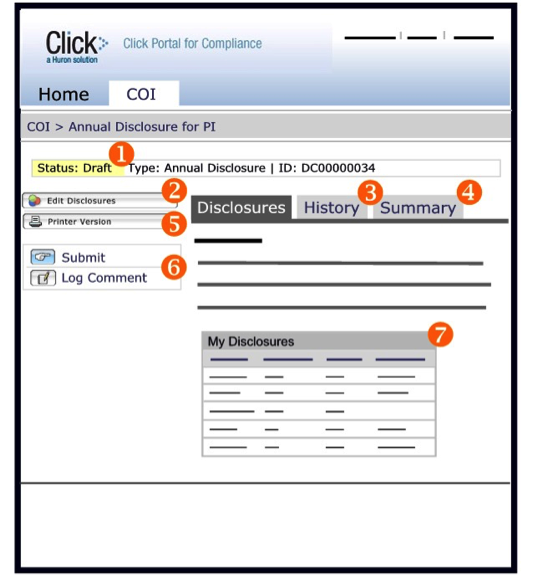 Click
a Huron solution
Click Portal for Compliance
Home COI
COI > Annual Disclosure for PI
1
Status: Draft Type: Annual Disclosure | ID: DC00000034
2 3 4
Edit Disclosures
Disclosures History Summary
Printer Version 5
Submit 6
Log Comment
7
My Disclosures